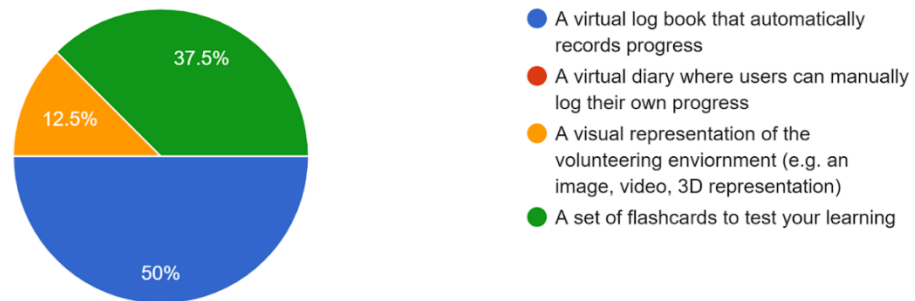 37.5%
12.5%
50%
A virtual log book that automatically
records progress
A virtual diary where users can manually
log their own progress
A visual representation of the
volunteering enviornment (e.g. an
image, video, 3D representation)
A set of flashcards to test your learning